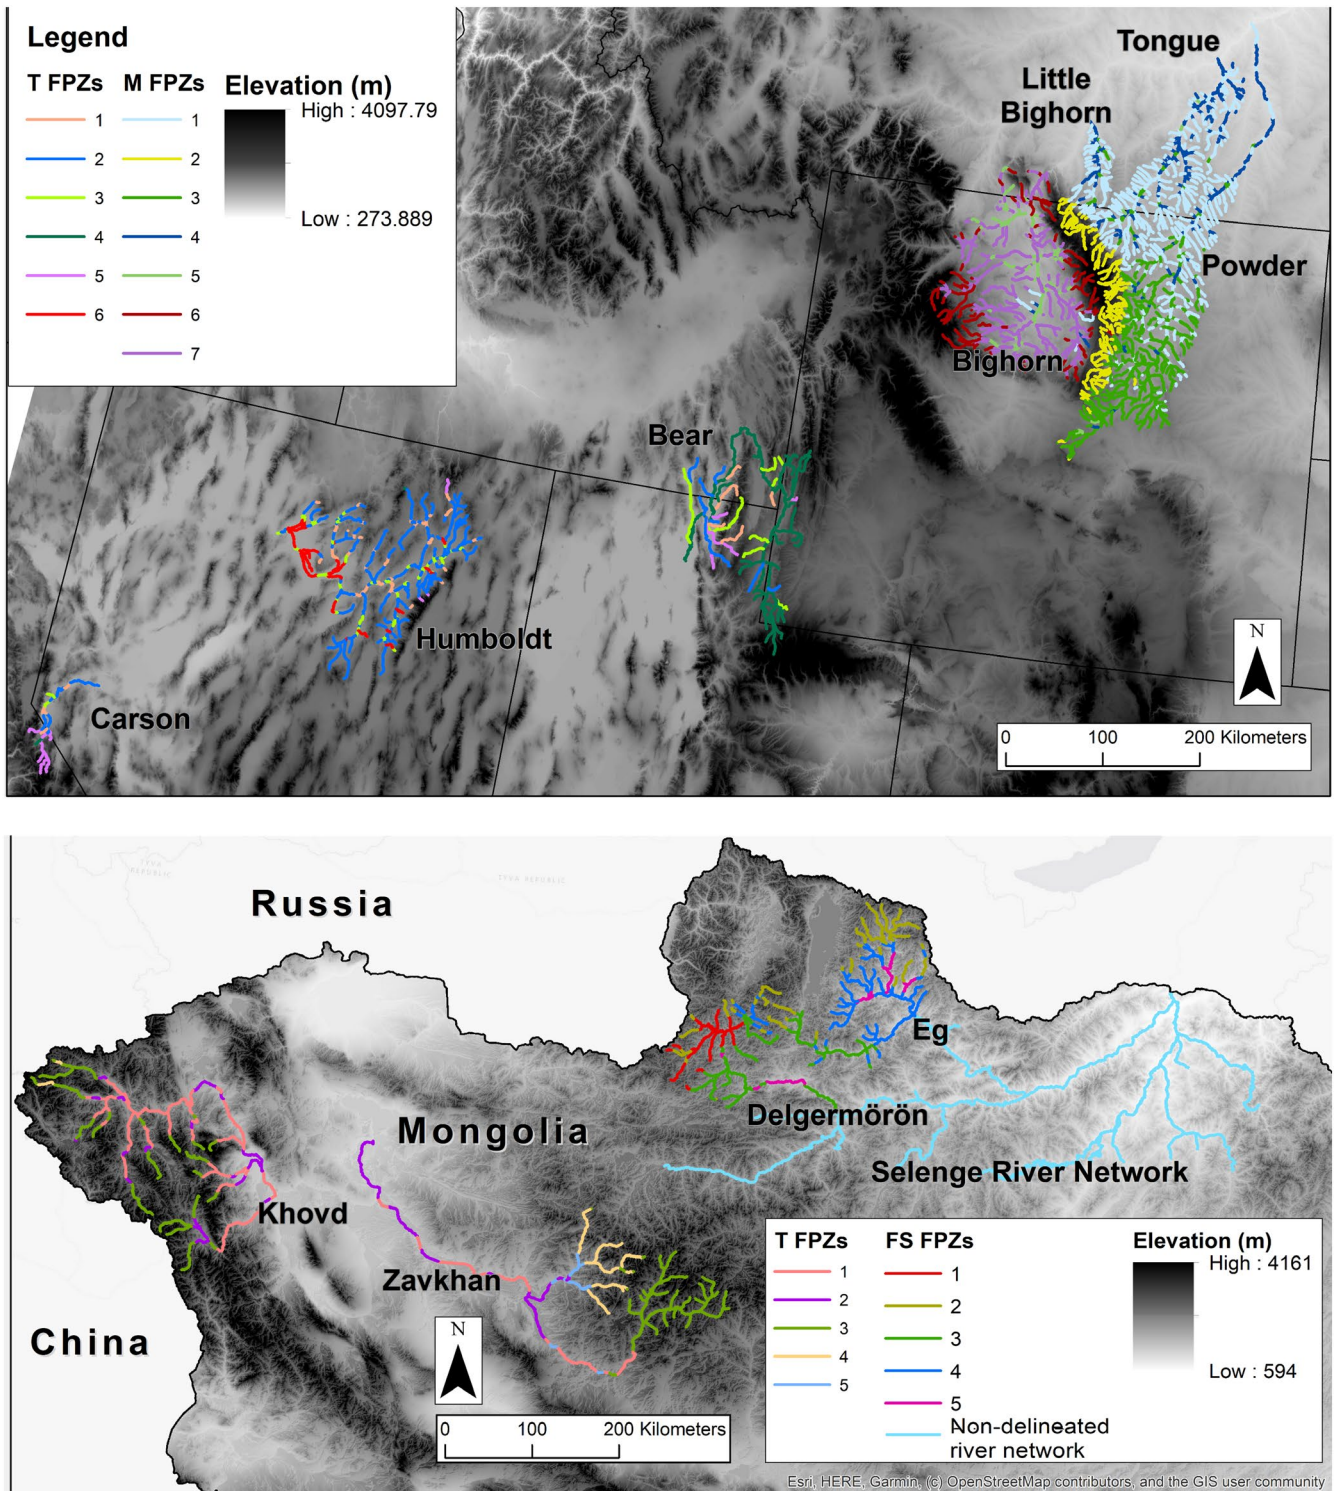 Legend
T FPZs M FPZs Elevation (m)
1 1 High : 4097.79
2 2
3 3
4 4 Low : 273.889
5 5
6 6
7
Tongue
Little
Bighorn
Powder
Bighorn
Bear
Humboldt
Carson
N
0 100 200 Kilometers
TYVA
REPUBLIC
TYVA REPUBLIC
Russia
Eg
Mongolia
Delgermörön
Selenge River Network
Khovd
Zavkhan
China
N
0 100 200 Kilometers
T FPZs FS FPZs Elevation (m)
1 1 High : 4161
2 2
3 3
4 4 Low : 594
5 5
Non-delineated
river network
Esri, HERE, Garmin, (c) OpenStreetMap contributors, and the GIS user community